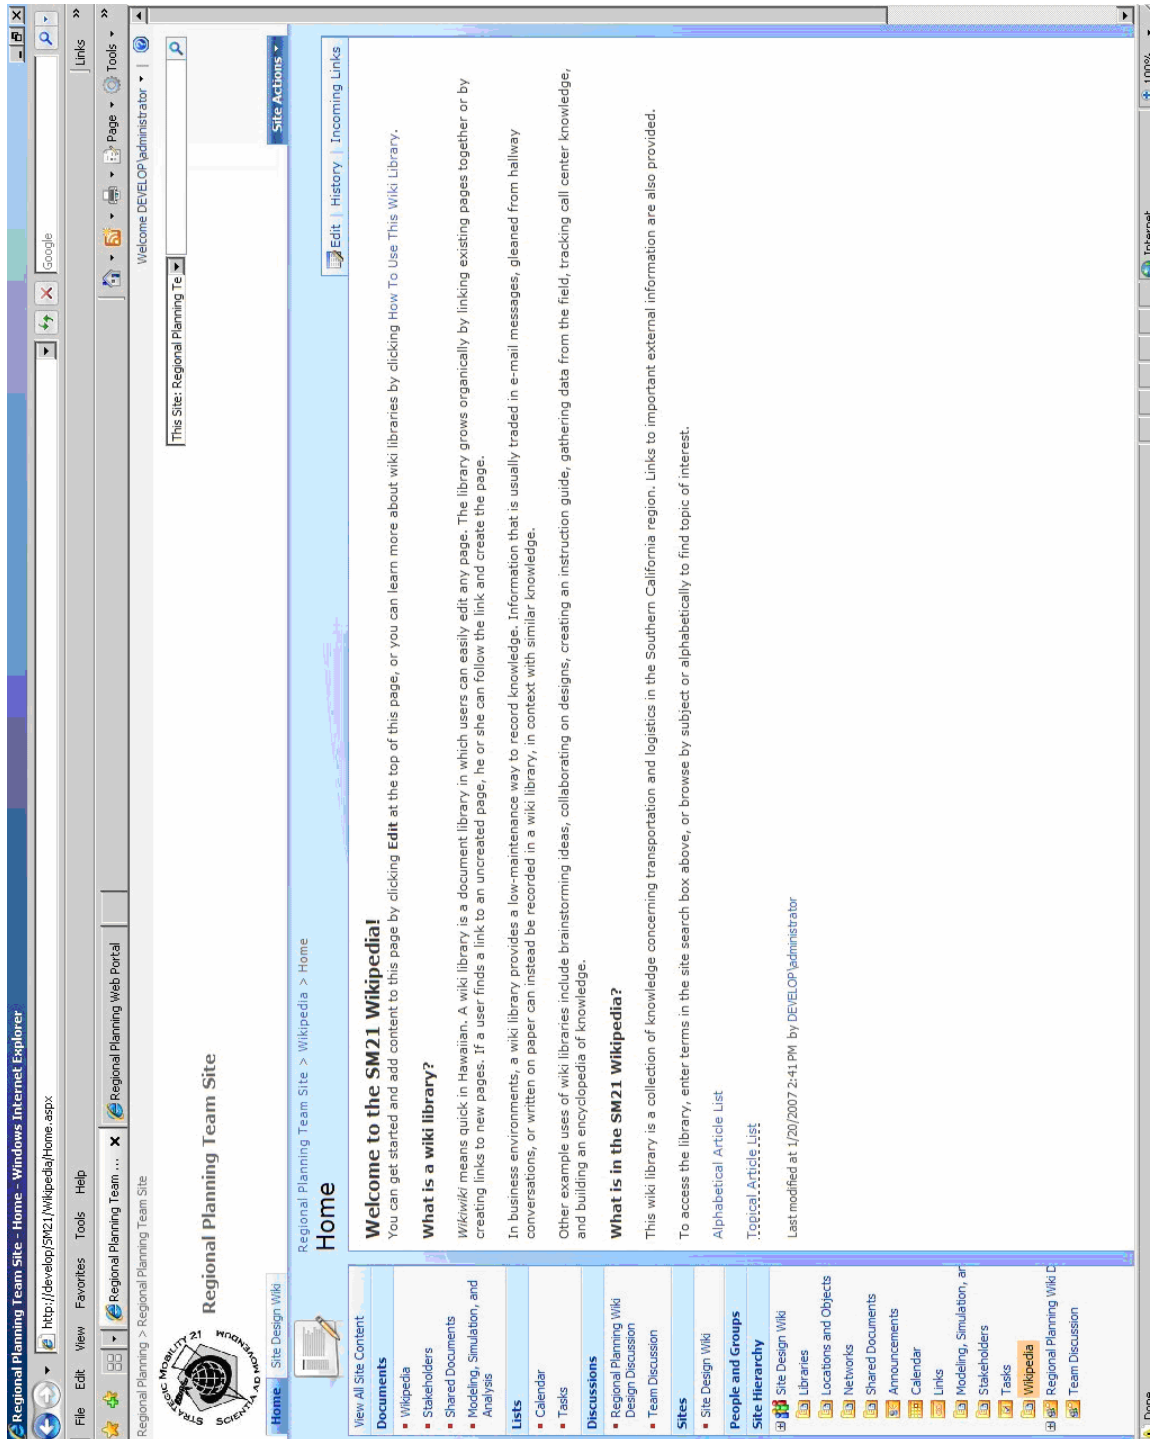 Regional Planning Team Site - Home - Windows Internet Explorer
http://develop/SM21/Wikipedia/Home.aspx
Google
File Edit View Favorites Tools Help
Links
Regional Planning Team ...
Regional Planning Web Portal
Page
Tools
Regional Planning > Regional Planning Team Site
Welcome DEVELOP\administrator
STRATEGIC MOBILITY 21
SCIENTIA AD MOVENDUM
Regional Planning Team Site
This Site: Regional Planning Te
Home
Site Design Wiki
Site Actions
Regional Planning Team Site > Wikipedia > Home
Home
Edit | History | Incoming Links
View All Site Content
Documents
Wikipedia
Stakeholders
Shared Documents
Modeling, Simulation, and
Analysis
Lists
Calendar
Tasks
Discussions
Regional Planning Wiki
Design Discussion
Team Discussion
Sites
Site Design Wiki
People and Groups
Site Hierarchy
Site Design Wiki
Libraries
Locations and Objects
Networks
Shared Documents
Announcements
Calendar
Links
Modeling, Simulation, an
Stakeholders
Tasks
Wikipedia
Regional Planning Wiki D
Team Discussion
Welcome to the SM21 Wikipedia!
You can get started and add content to this page by clicking Edit at the top of this page, or you can learn more about wiki libraries by clicking How To Use This Wiki Library.
What is a wiki library?
Wikiwiki means quick in Hawaiian. A wiki library is a document library in which users can easily edit any page. The library grows organically by linking existing pages together or by
creating links to new pages. If a user finds a link to an uncreated page, he or she can follow the link and create the page.
In business environments, a wiki library provides a low-maintenance way to record knowledge. Information that is usually traded in e-mail messages, gleaned from hallway
conversations, or written on paper can instead be recorded in a wiki library, in context with similar knowledge.
Other example uses of wiki libraries include brainstorming ideas, collaborating on designs, creating an instruction guide, gathering data from the field, tracking call center knowledge,
and building an encyclopedia of knowledge.
What is in the SM21 Wikipedia?
This wiki library is a collection of knowledge concerning transportation and logistics in the Southern California region. Links to important external information are also provided.
To access the library, enter terms in the site search box above, or browse by subject or alphabetically to find topic of interest.
Alphabetical Article List
Topical Article List
Last modified at 1/20/2007 2:41 PM by DEVELOP\administrator
Done
Internet
100%